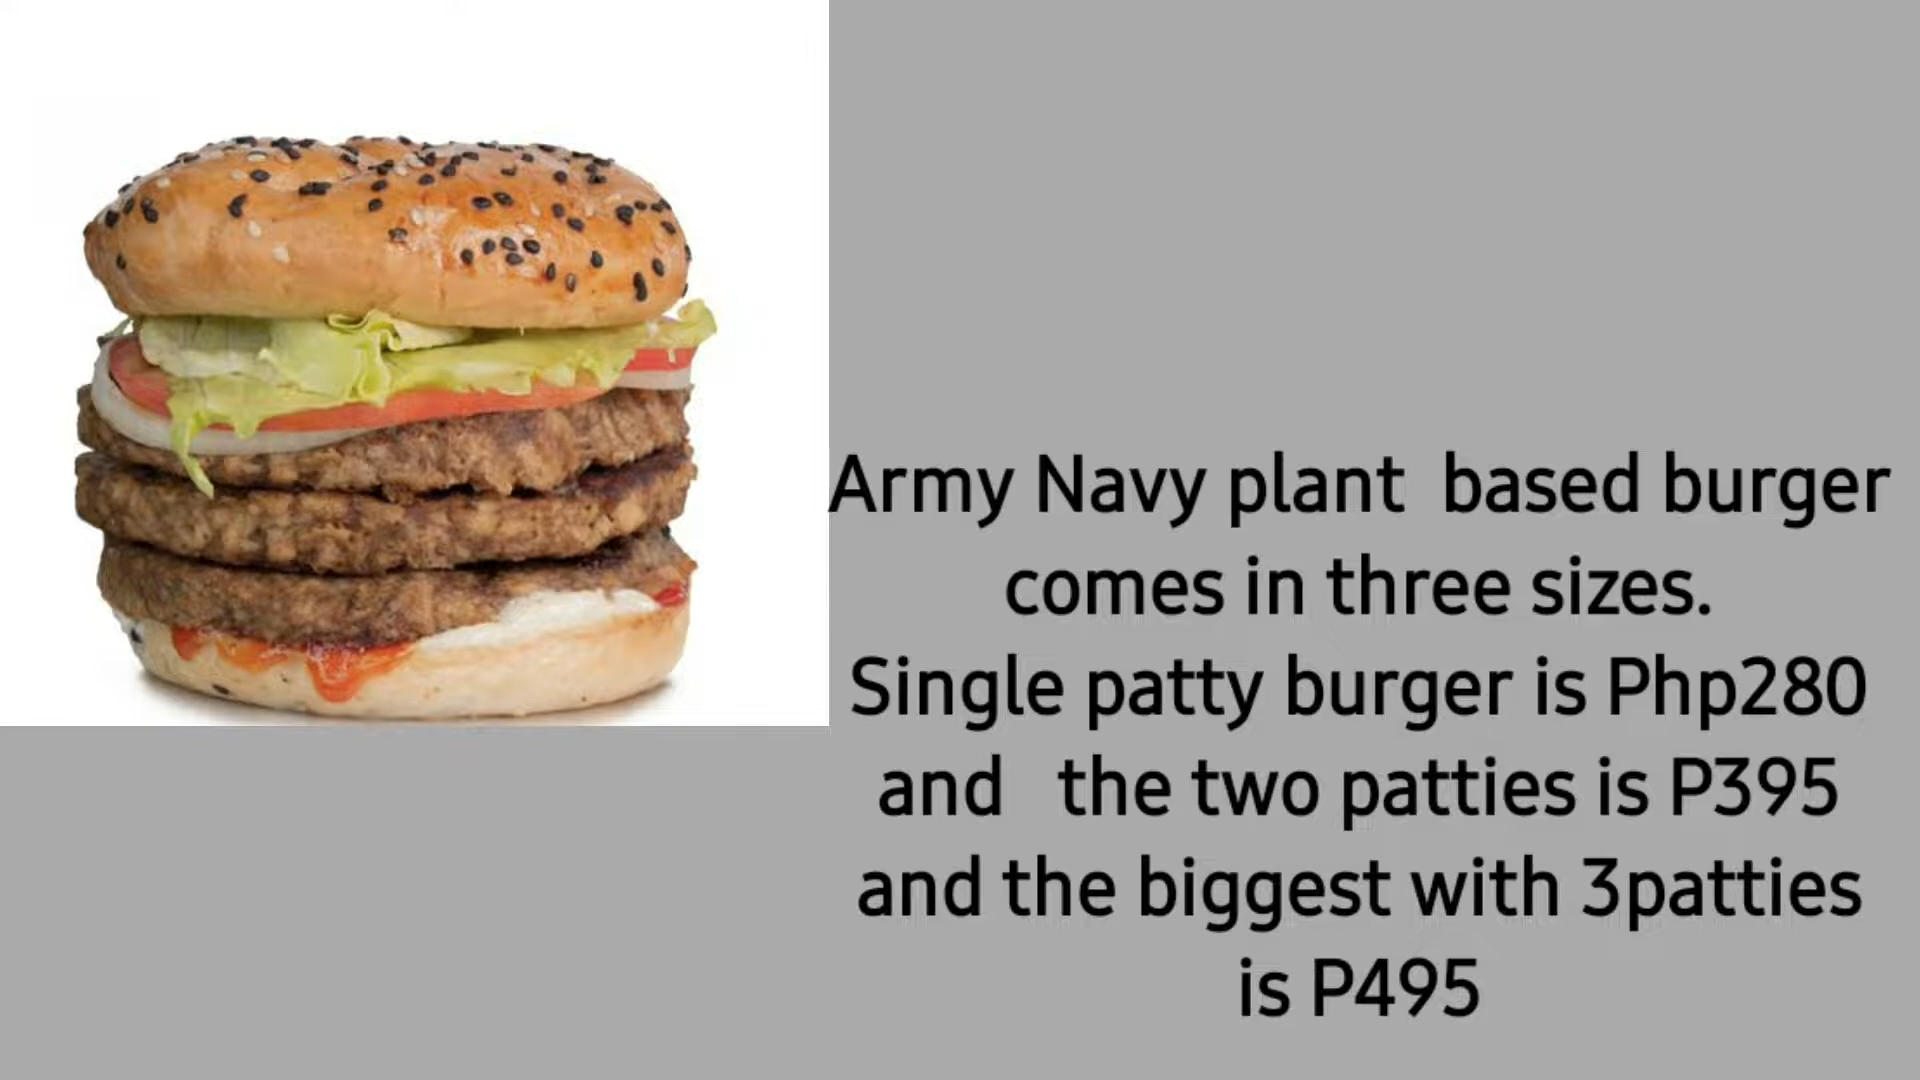 Army Navy plant  based burger
comes in three sizes.
Single patty burger is Php280
and   the two patties is P395
and the biggest with 3patties
is P495